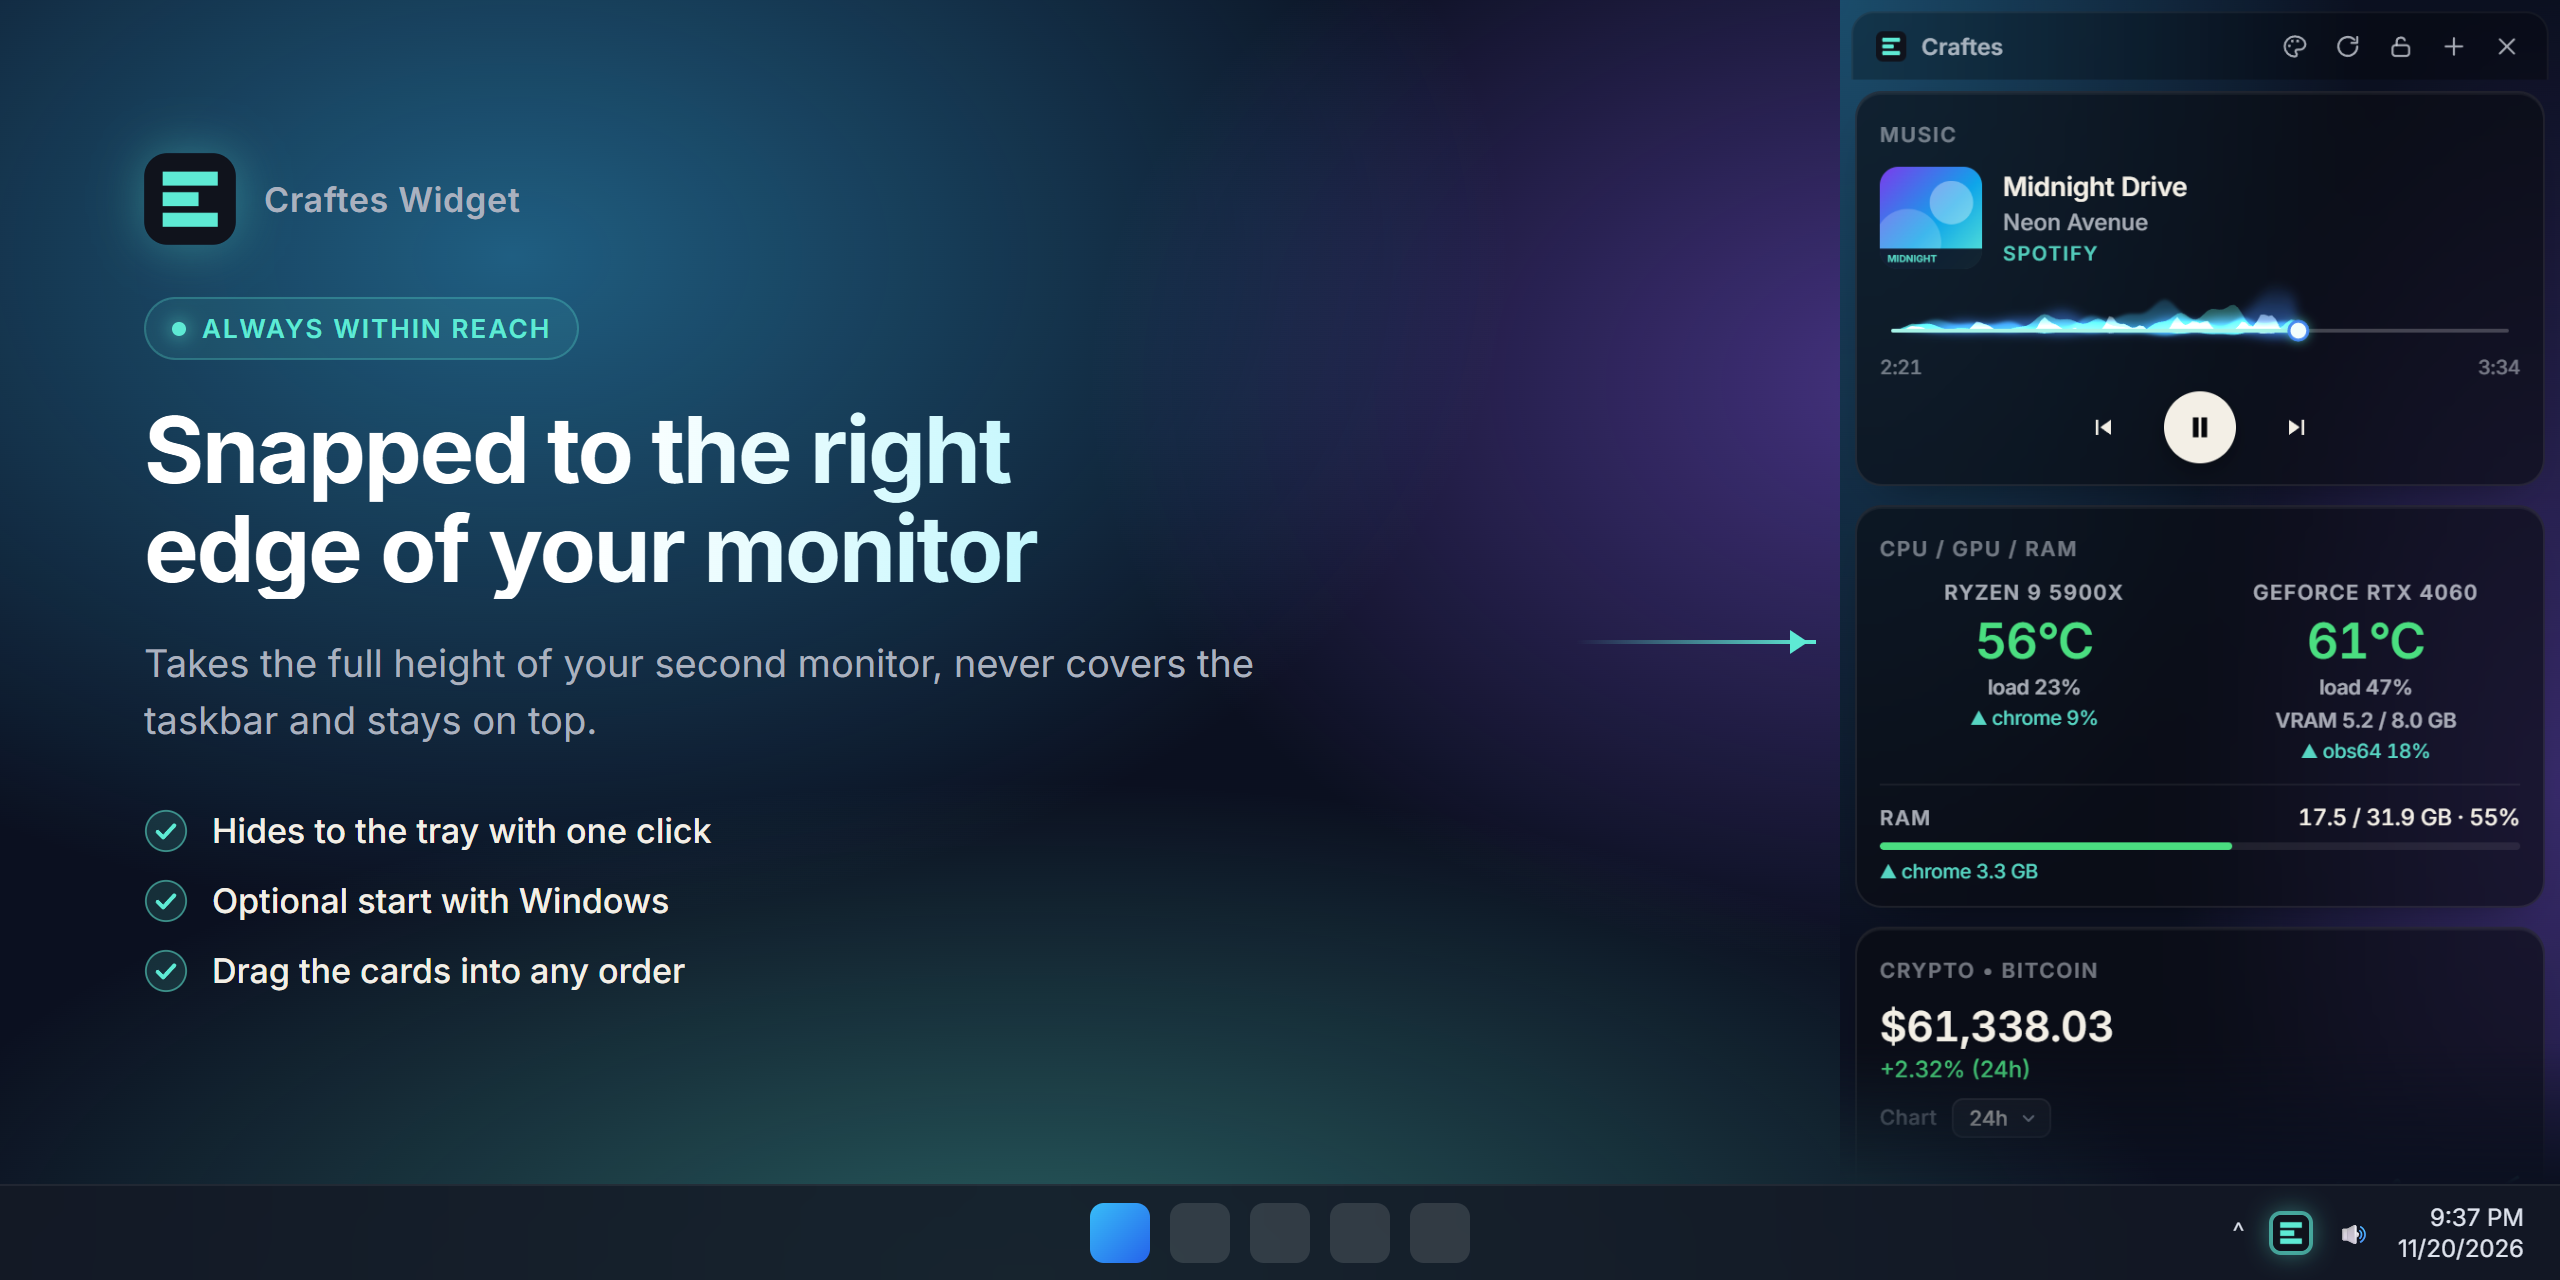 Craftes Widget
ALWAYS WITHIN REACH
Snapped to the right
edge of your monitor
Takes the full height of your second monitor, never covers the
taskbar and stays on top.
Hides to the tray with one click
Optional start with Windows
Drag the cards into any order
Craftes
MUSIC
MIDNIGHT
Midnight Drive
Neon Avenue
SPOTIFY
2:21 3:34
CPU / GPU / RAM
RYZEN 9 5900X GEFORCE RTX 4060
56°C 61°C
load 23% load 47%
▲ chrome 9% VRAM 5.2 / 8.0 GB
▲ obs64 18%
RAM 17.5 / 31.9 GB · 55%
▲ chrome 3.3 GB
CRYPTO • BITCOIN
$61,338.03
+2.32% (24h)
Chart 24h
9:37 PM
11/20/2026